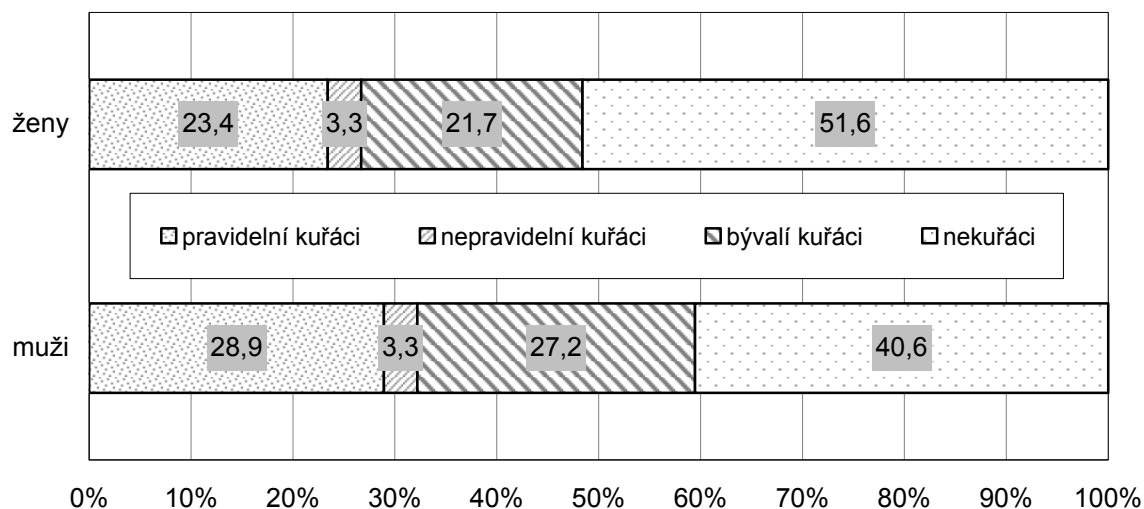 ženy 23,4 3,3 21,7 51,6
pravidelní kuřáci nepravidelní kuřáci bývalí kuřáci nekuřáci
muži 28,9 3,3 27,2 40,6
0% 10% 20% 30% 40% 50% 60% 70% 80% 90% 100%